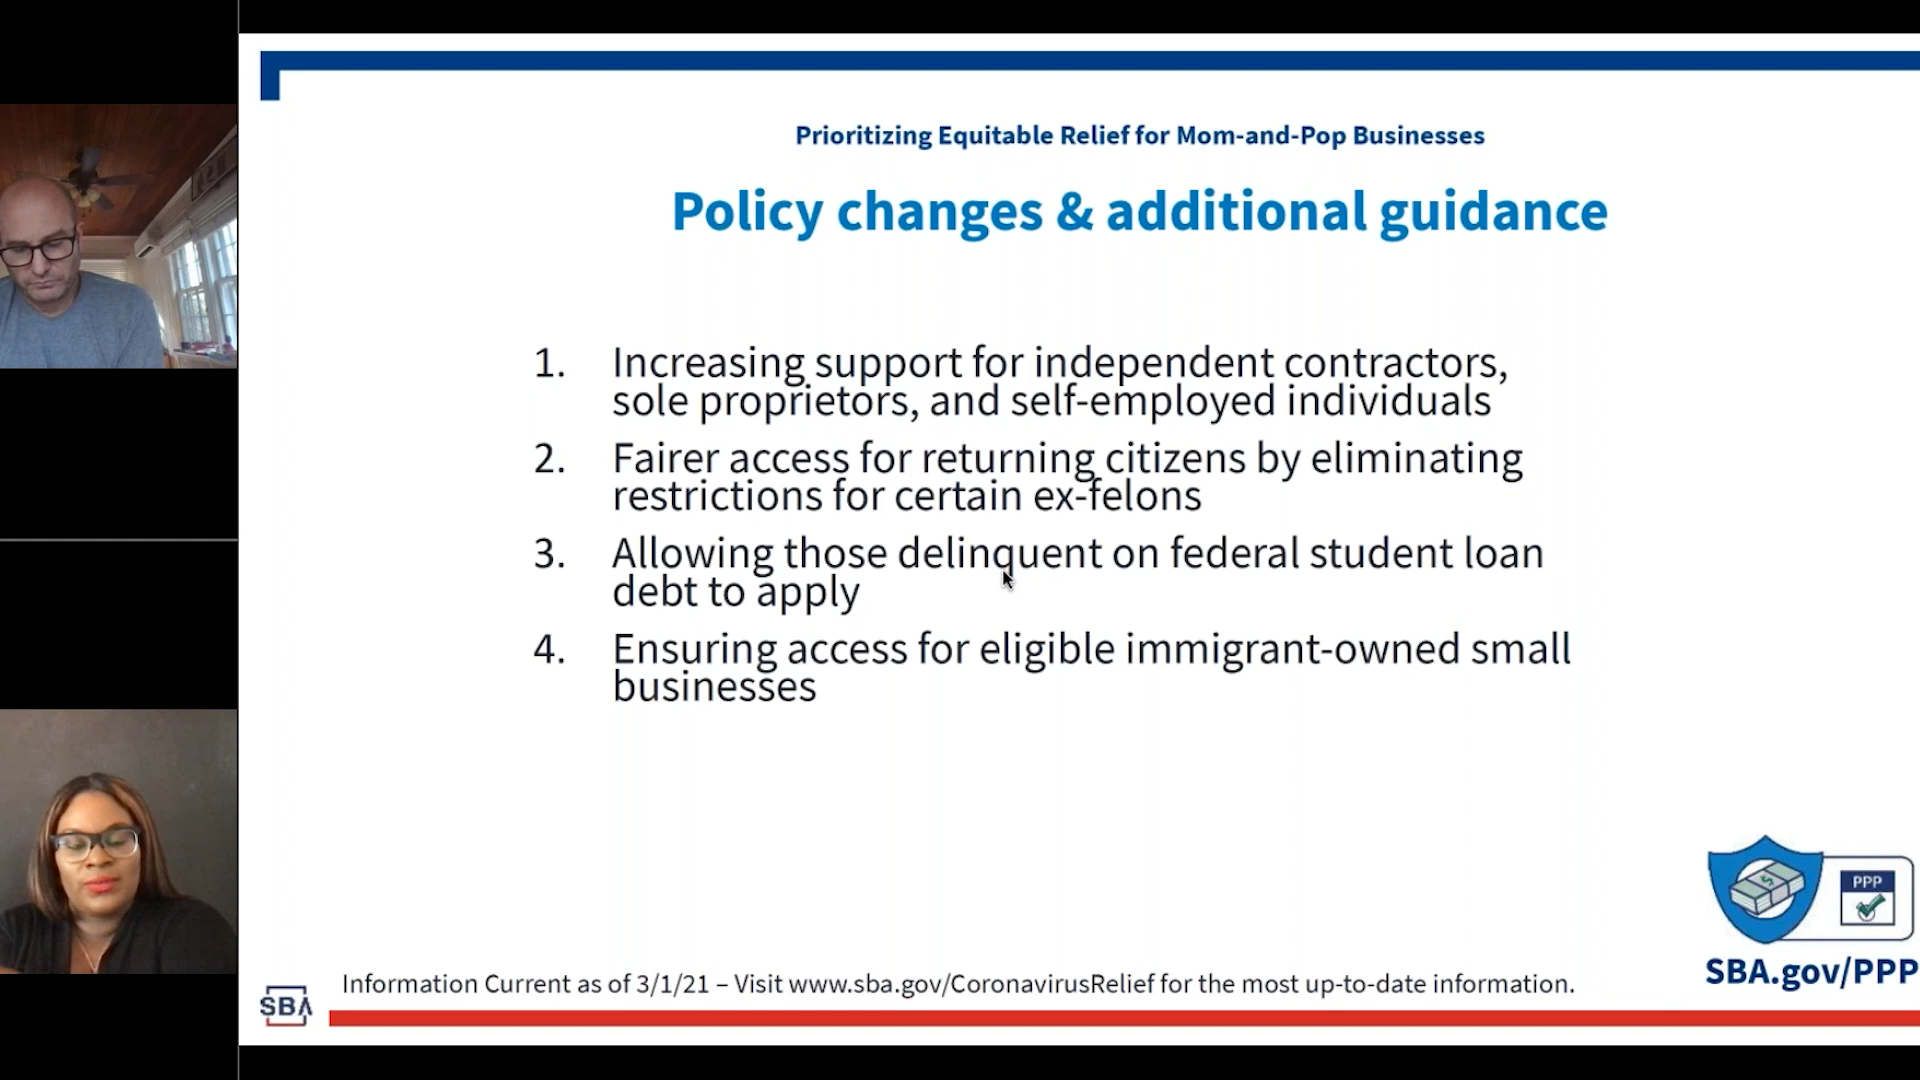 Prioritizing Equitable Relief for Mom-and-Pop Businesses
Policy changes & additional guidance
1. Increasing support for independent contractors,
sole proprietors, and self-employed individuals
2. Fairer access for returning citizens by eliminating
restrictions for certain ex-felons
3. Allowing those delinquent on federal student loan
debt to apply
4. Ensuring access for eligible immigrant-owned small
businesses
PPP
SBA.gov/PPP
Information Current as of 3/1/21 – Visit www.sba.gov/CoronavirusRelief for the most up-to-date information.
SBA